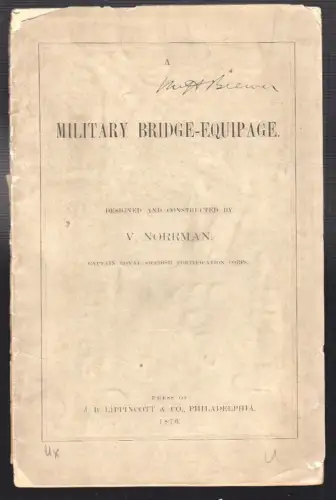 A
MILITARY BRIDGE-EQUIPAGE.
DESIGNED AND CONSTRUCTED BY
V. NORRMAN,
CAPTAIN ROYAL SWEDISH FORTIFICATION CORPS.
PRESS OF
J. B. LIPPINCOTT & CO., PHILADELPHIA.
1876.